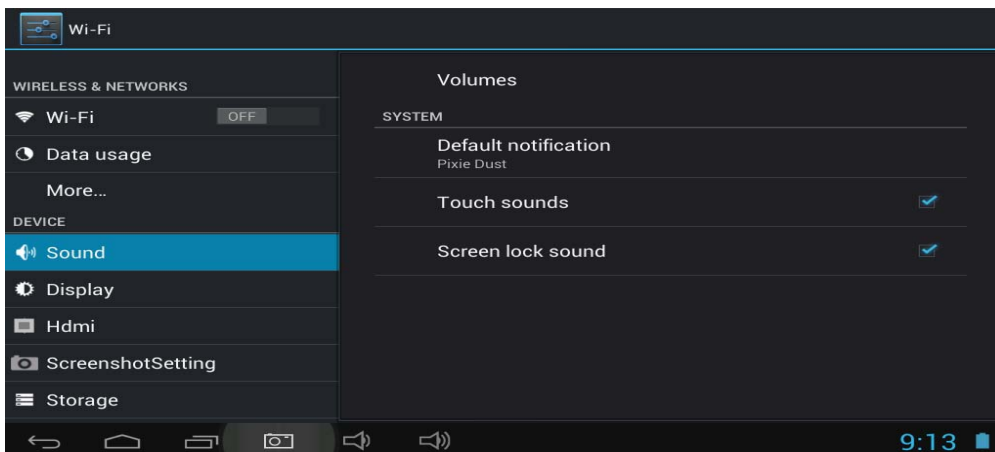 Wi-Fi
WIRELESS & NETWORKS
Wi-Fi OFF
Data usage
More...
DEVICE
Sound
Display
Hdmi
ScreenshotSetting
Storage
Volumes
SYSTEM
Default notification
Pixie Dust
Touch sounds
Screen lock sound
9:13